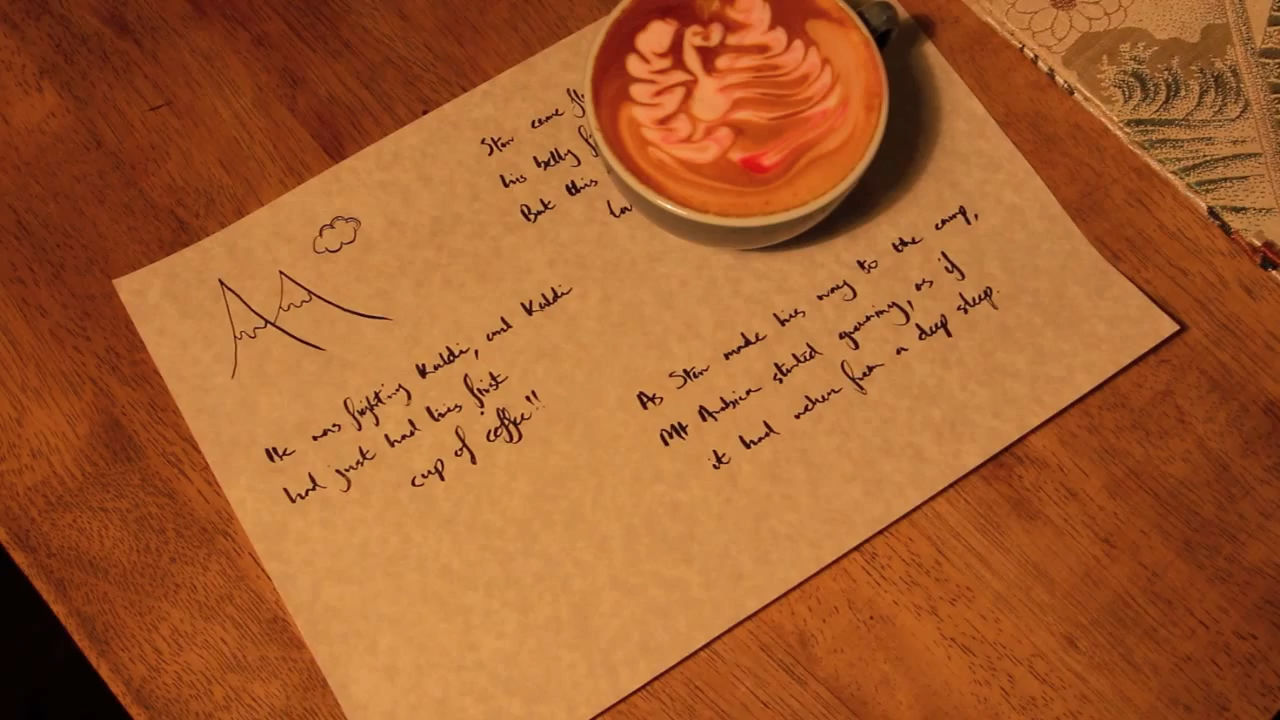 Stan came
his belly
But this
He was fighting Kaldi, and Kaldi
had just had his first
cup of coffee!!
As Stan made his way to the camp,
Mt Arabica started growing, as if
it had from a deep sleep.